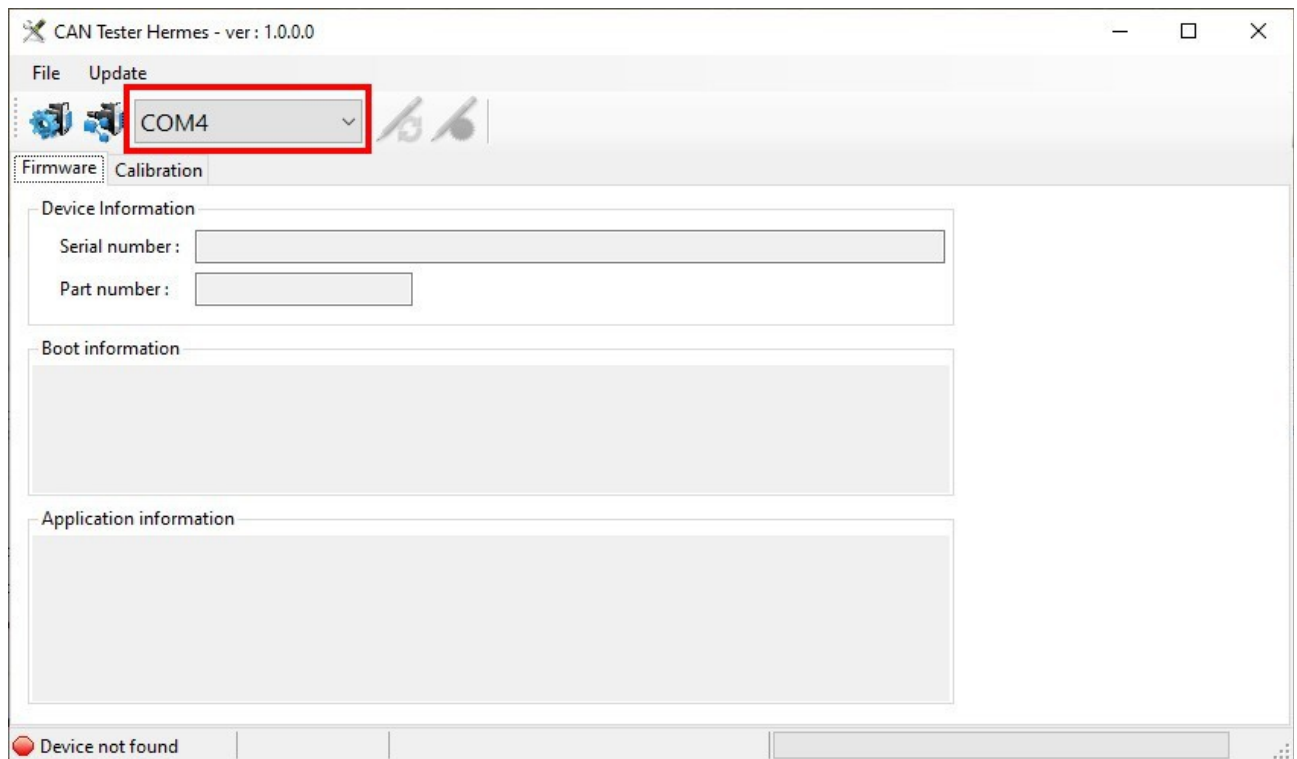 CAN Tester Hermes - ver : 1.0.0.0
File Update
COM4
Firmware Calibration
Device Information
Serial number :
Part number :
Boot information
Application information
Device not found